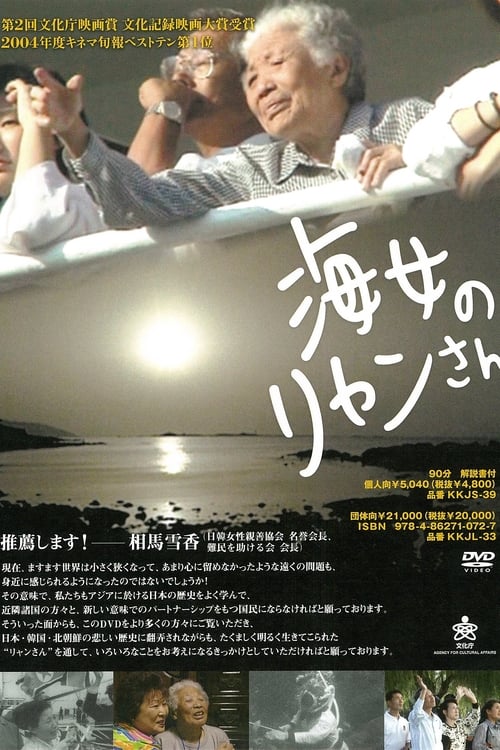 第2回文化庁映画賞 文化記録映画大賞受賞
2004年度キネマ旬報ベストテン第1位
海女の
リャンさん
90分 解説書付
個人向¥5,040(税抜¥4,800)
品番 KKJS-39
団体向¥21,000(税抜¥20,000)
ISBN 978-4-86271-072-7
品番 KKJL-33
推薦します!――相馬雪香(日韓女性親善協会 名誉会長、
難民を助ける会 会長)
DVD
VIDEO
現在、ますます世界は小さく狭くなって、あまり心に留めなかったような遠くの問題も、
身近に感じられるようになったのではないでしょうか!
その意味で、私たちもアジアに於ける日本の歴史をよく学んで、
近隣諸国の方々と、新しい意味でのパートナーシップをもつ国民にならなければと願っております。
そういった面からも、このDVDをより多くの方々にご覧いただき、
日本・韓国・北朝鮮の悲しい歴史に翻弄されながらも、たくましく明るく生きてこられた
“リャンさん”を通して、いろいろなことをお考えになるきっかけとしていただければと願っております。
文化庁
AGENCY FOR CULTURAL AFFAIRS